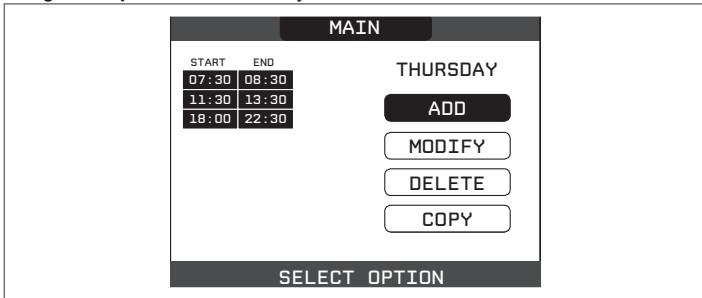 MAIN
START END
07:30 08:30
11:30 13:30
18:00 22:30
THURSDAY
ADD
MODIFY
DELETE
COPY
SELECT OPTION